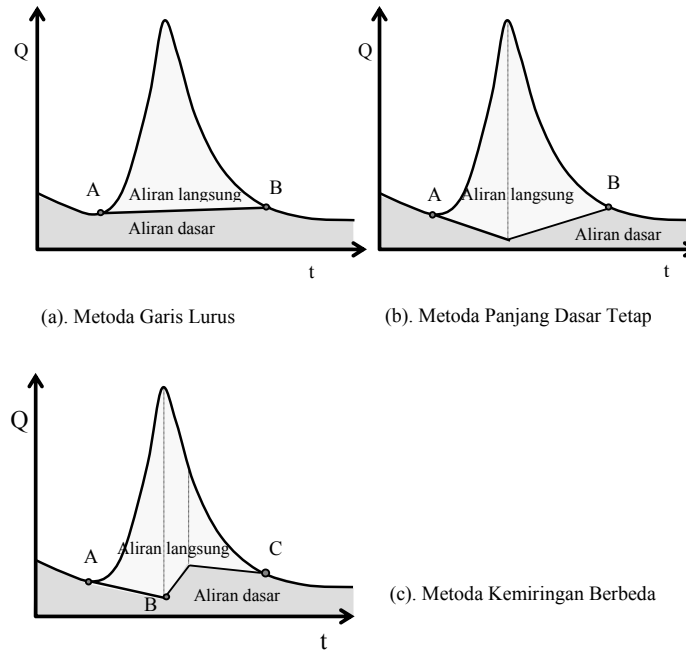 Q
A
Aliran langsung
B
Aliran dasar
t
(a). Metoda Garis Lurus
Q
A
Aliran langsung
B
Aliran dasar
t
(b). Metoda Panjang Dasar Tetap
Q
A
Aliran langsung
C
B
Aliran dasar
t
(c). Metoda Kemiringan Berbeda